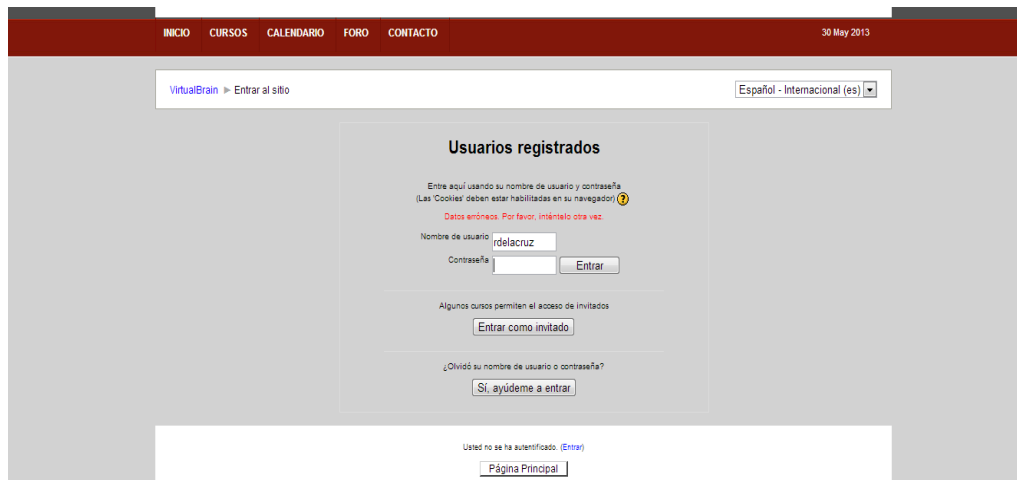 INICIO CURSOS CALENDARIO FORO CONTACTO 30 May 2013
VirtualBrain ► Entrar al sitio Español - Internacional (es)
Usuarios registrados
Entre aquí usando su nombre de usuario y contraseña
(Las 'Cookies' deben estar habilitadas en su navegador) ?
Datos erróneos. Por favor, inténtelo otra vez.
Nombre de usuario rdelacruz
Contraseña Entrar
Algunos cursos permiten el acceso de invitados
Entrar como invitado
¿Olvidó su nombre de usuario o contraseña?
Sí, ayúdeme a entrar
Usted no se ha autentificado. (Entrar)
Página Principal